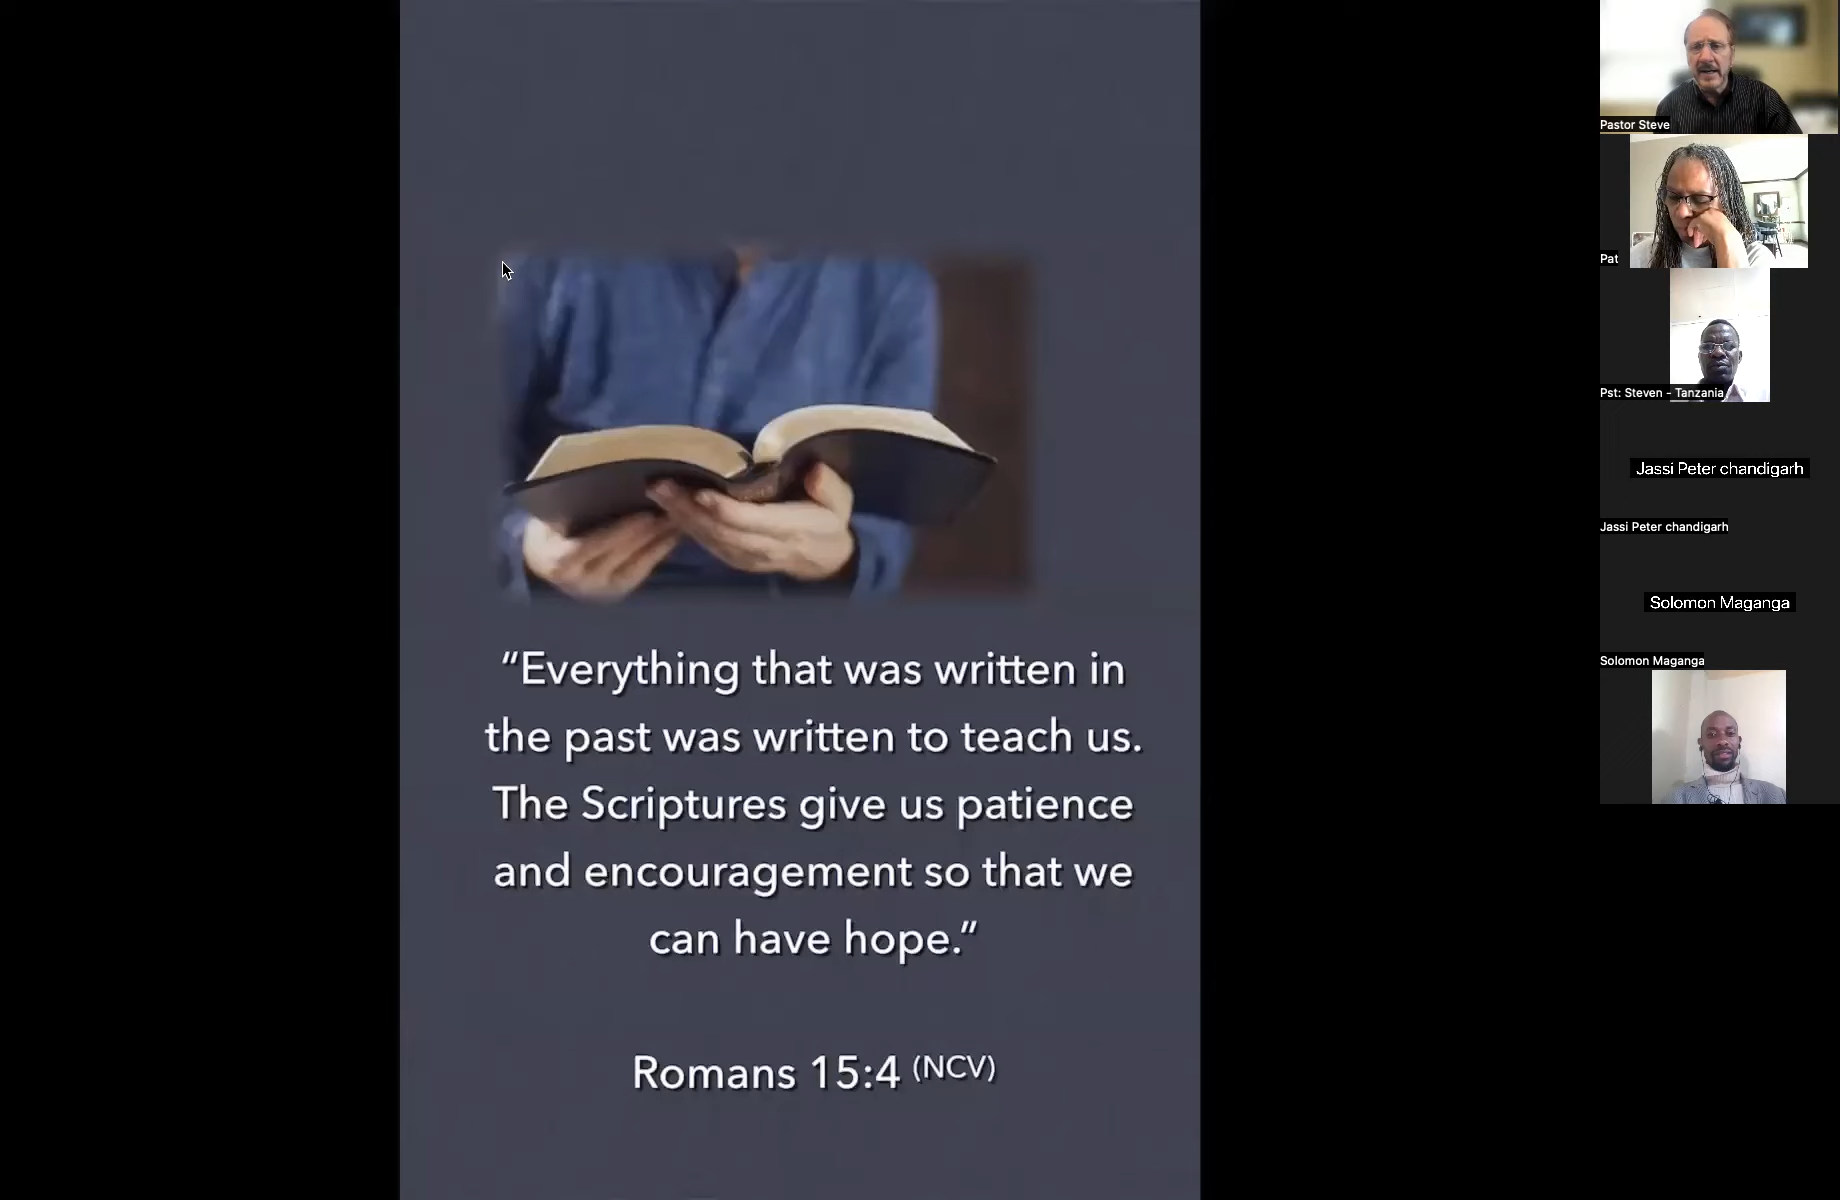 “Everything that was written in
the past was written to teach us.
The Scriptures give us patience
and encouragement so that we
can have hope.”
Romans 15:4 (NCV)
Pastor Steve
Pat
Pst: Steven - Tanzania
Jassi Peter chandigarh
Jassi Peter chandigarh
Solomon Maganga
Solomon Maganga